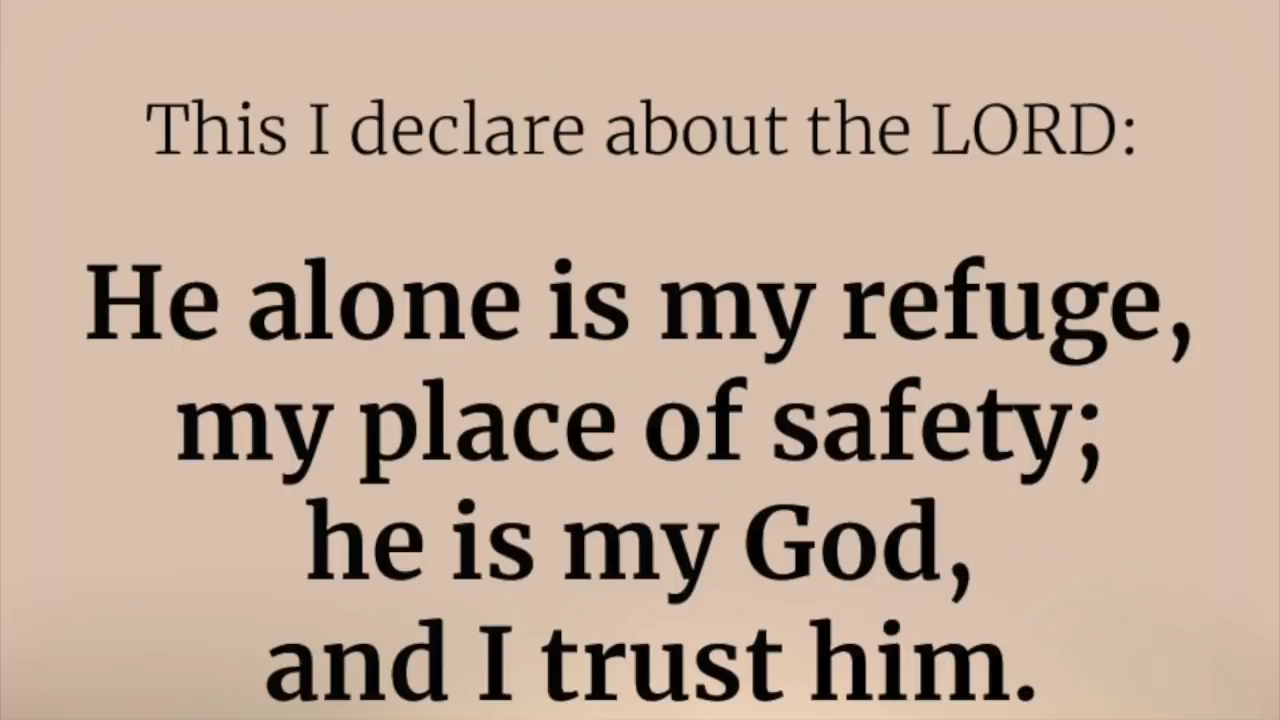 This I declare about the LORD:
He alone is my refuge,
my place of safety;
he is my God,
and I trust him.